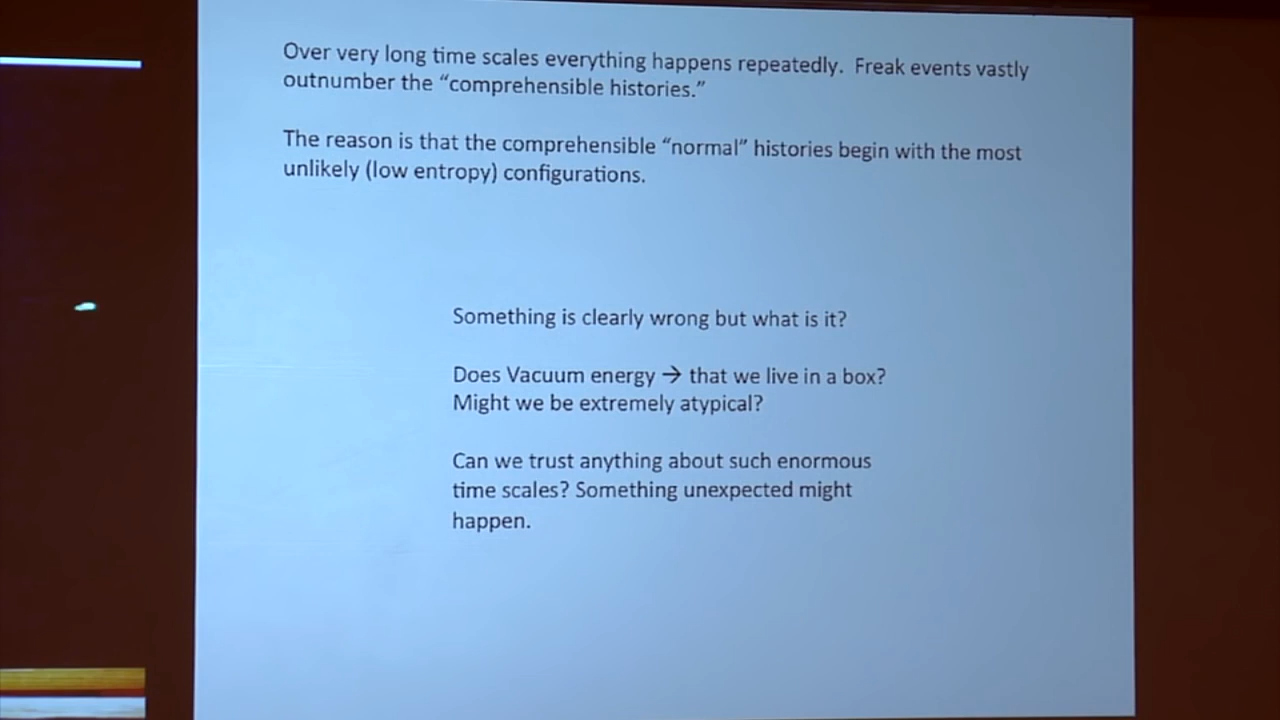 Over very long time scales everything happens repeatedly. Freak events vastly
outnumber the “comprehensible histories.”
The reason is that the comprehensible “normal” histories begin with the most
unlikely (low entropy) configurations.
Something is clearly wrong but what is it?
Does Vacuum energy → that we live in a box?
Might we be extremely atypical?
Can we trust anything about such enormous
time scales? Something unexpected might
happen.